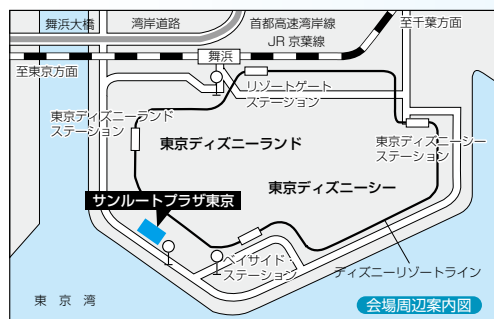 舞浜大橋
湾岸道路
首都高速湾岸線
至千葉方面
JR 京葉線
舞浜
至東京方面
リゾートゲート
ステーション
東京ディズニーランド
ステーション
東京ディズニーランド
東京ディズニーシー
ステーション
東京ディズニーシー
サンルートプラザ東京
ベイサイド・
ステーション
ディズニーリゾートライン
東京湾
会場周辺案内図